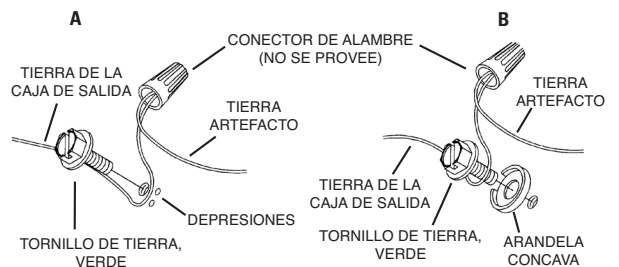 A
B
CONECTOR DE ALAMBRE
(NO SE PROVEE)
TIERRA DE LA
CAJA DE SALIDA
TIERRA
ARTEFACTO
TIERRA
ARTEFACTO
DEPRESIONES
TORNILLO DE TIERRA,
VERDE
TIERRA DE LA
CAJA DE SALIDA
TORNILLO DE TIERRA,
VERDE
ARANDELA
CONCAVA